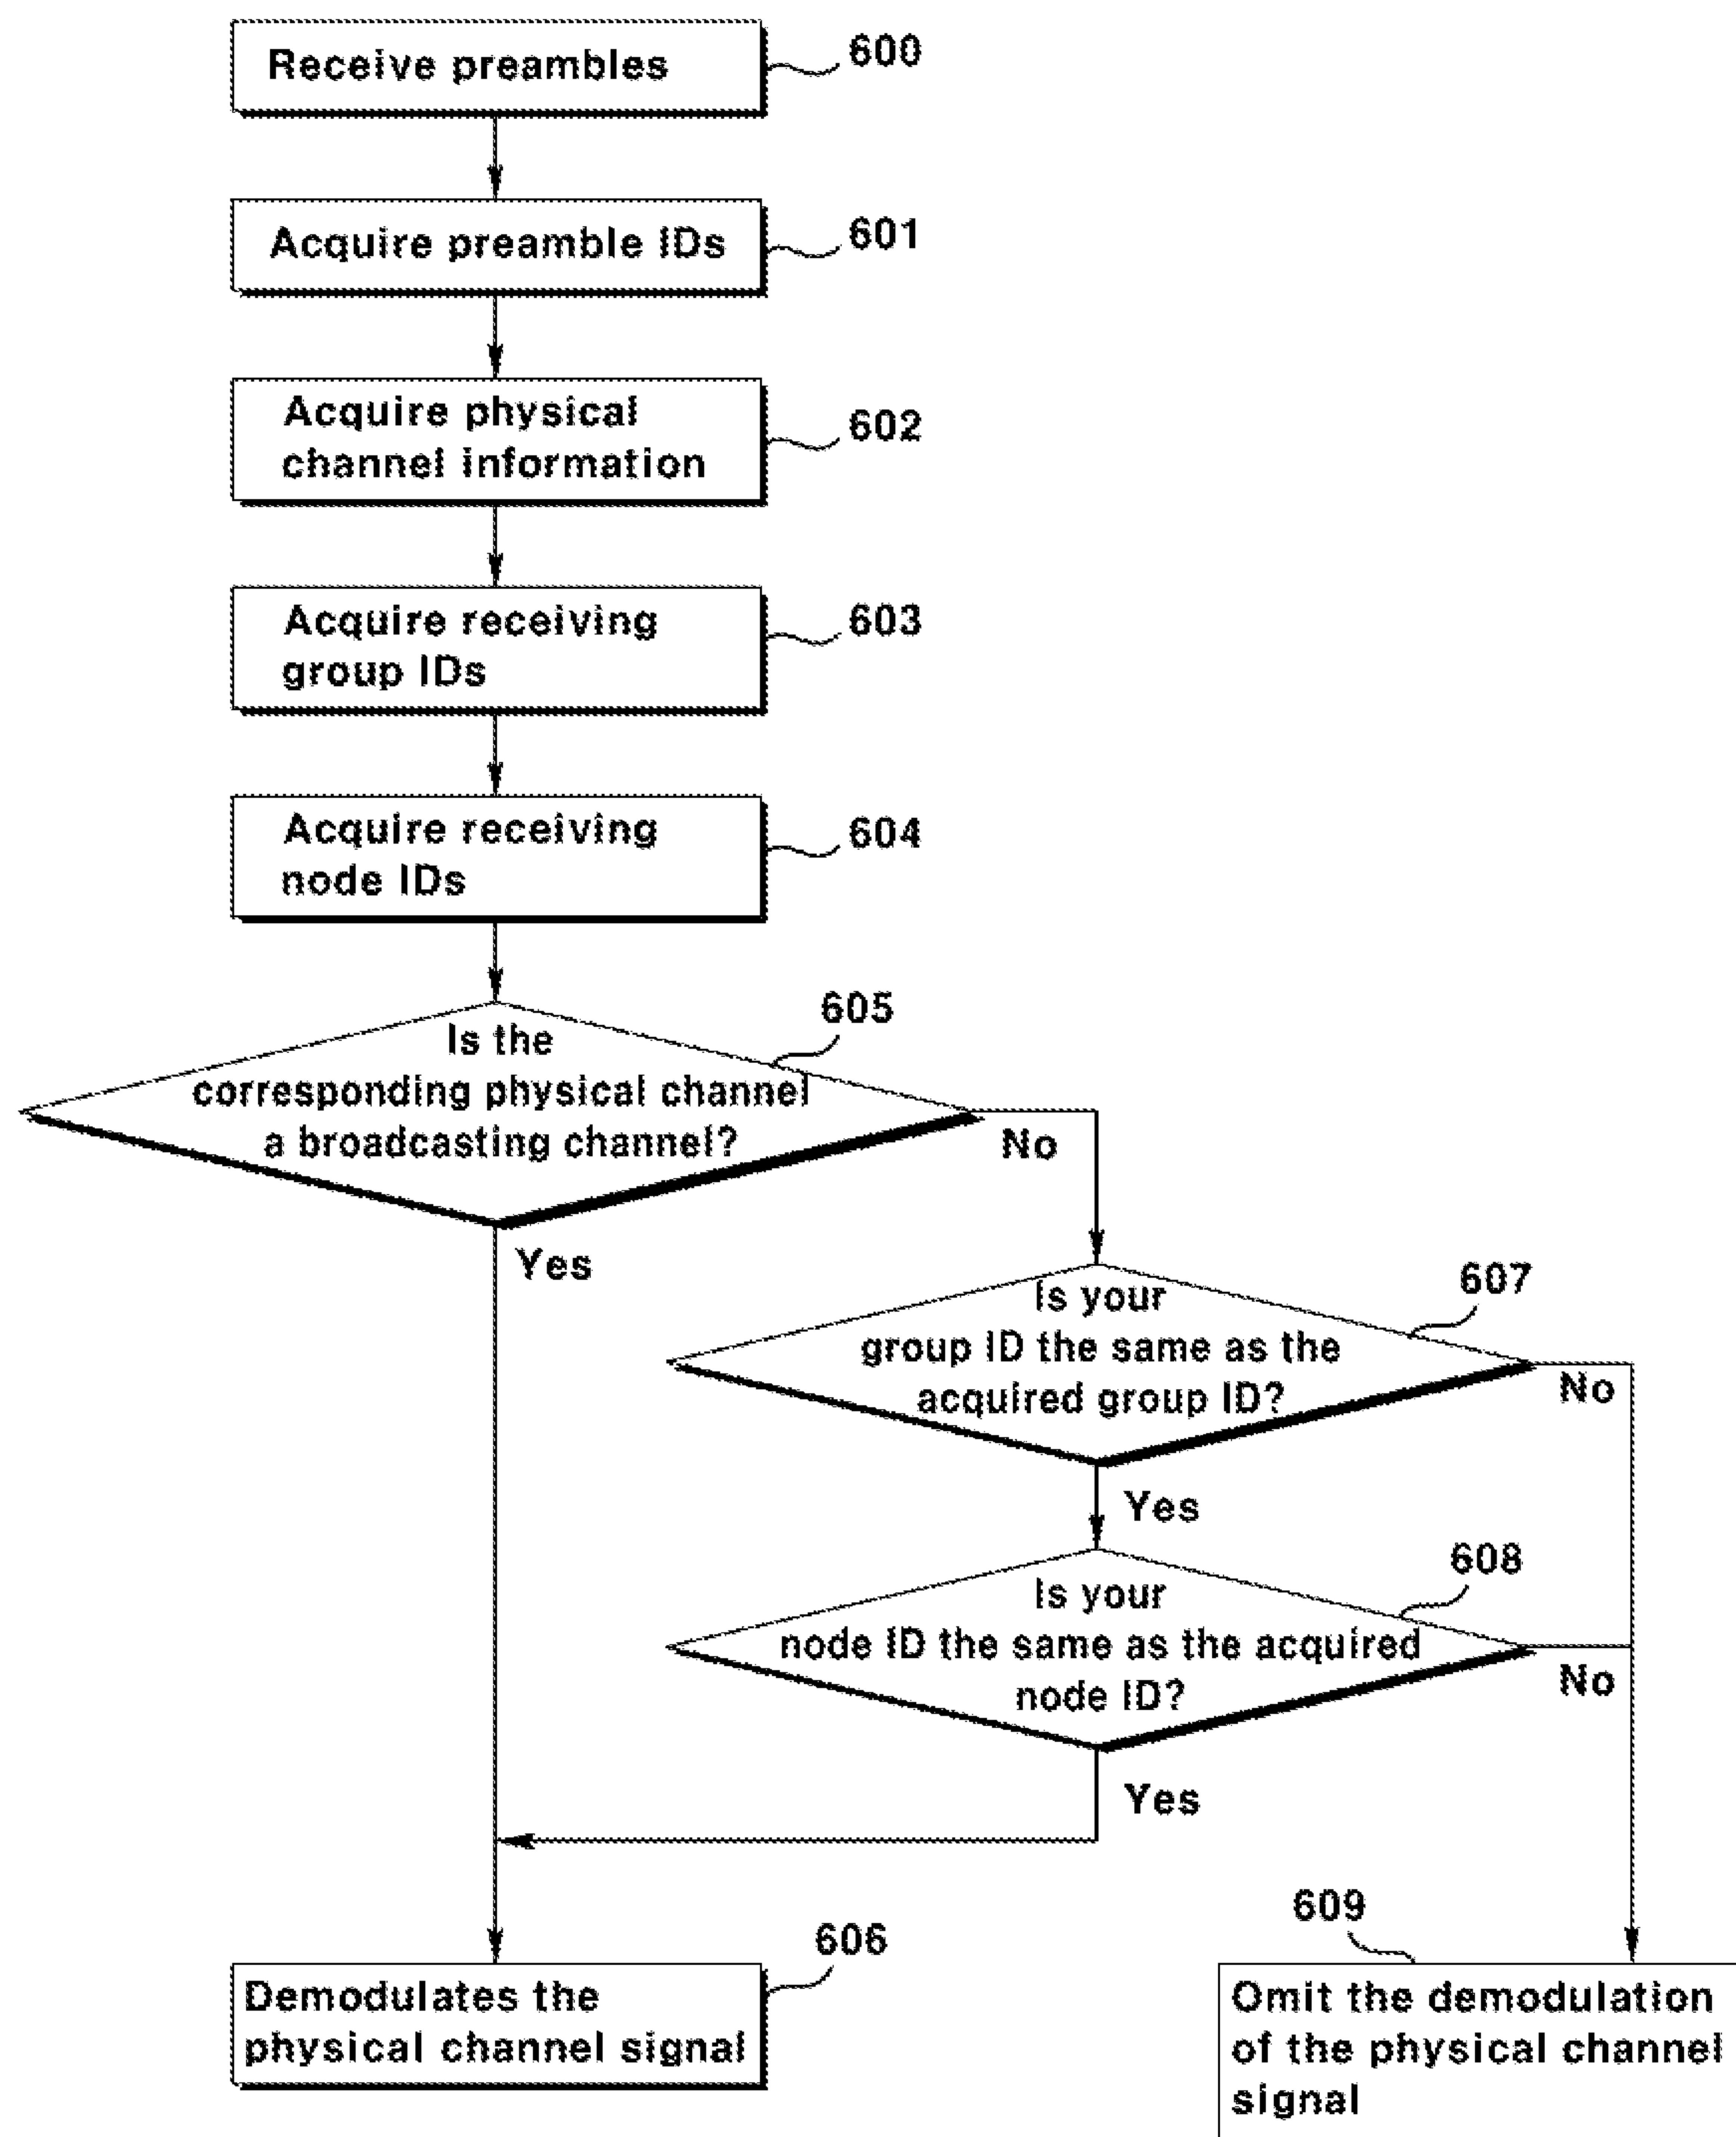 Receive preambles
600
Acquire preamble IDs
601
Acquire physical
channel information
602
Acquire receiving
group IDs
603
Acquire receiving
node IDs
604
605
Is the
corresponding physical channel
a broadcasting channel?
No
Yes
607
Is your
group ID the same as the
acquired group ID?
No
Yes
608
Is your
node ID the same as the acquired
node ID?
No
Yes
606
Demodulates the
physical channel signal
609
Omit the demodulation
of the physical channel
signal